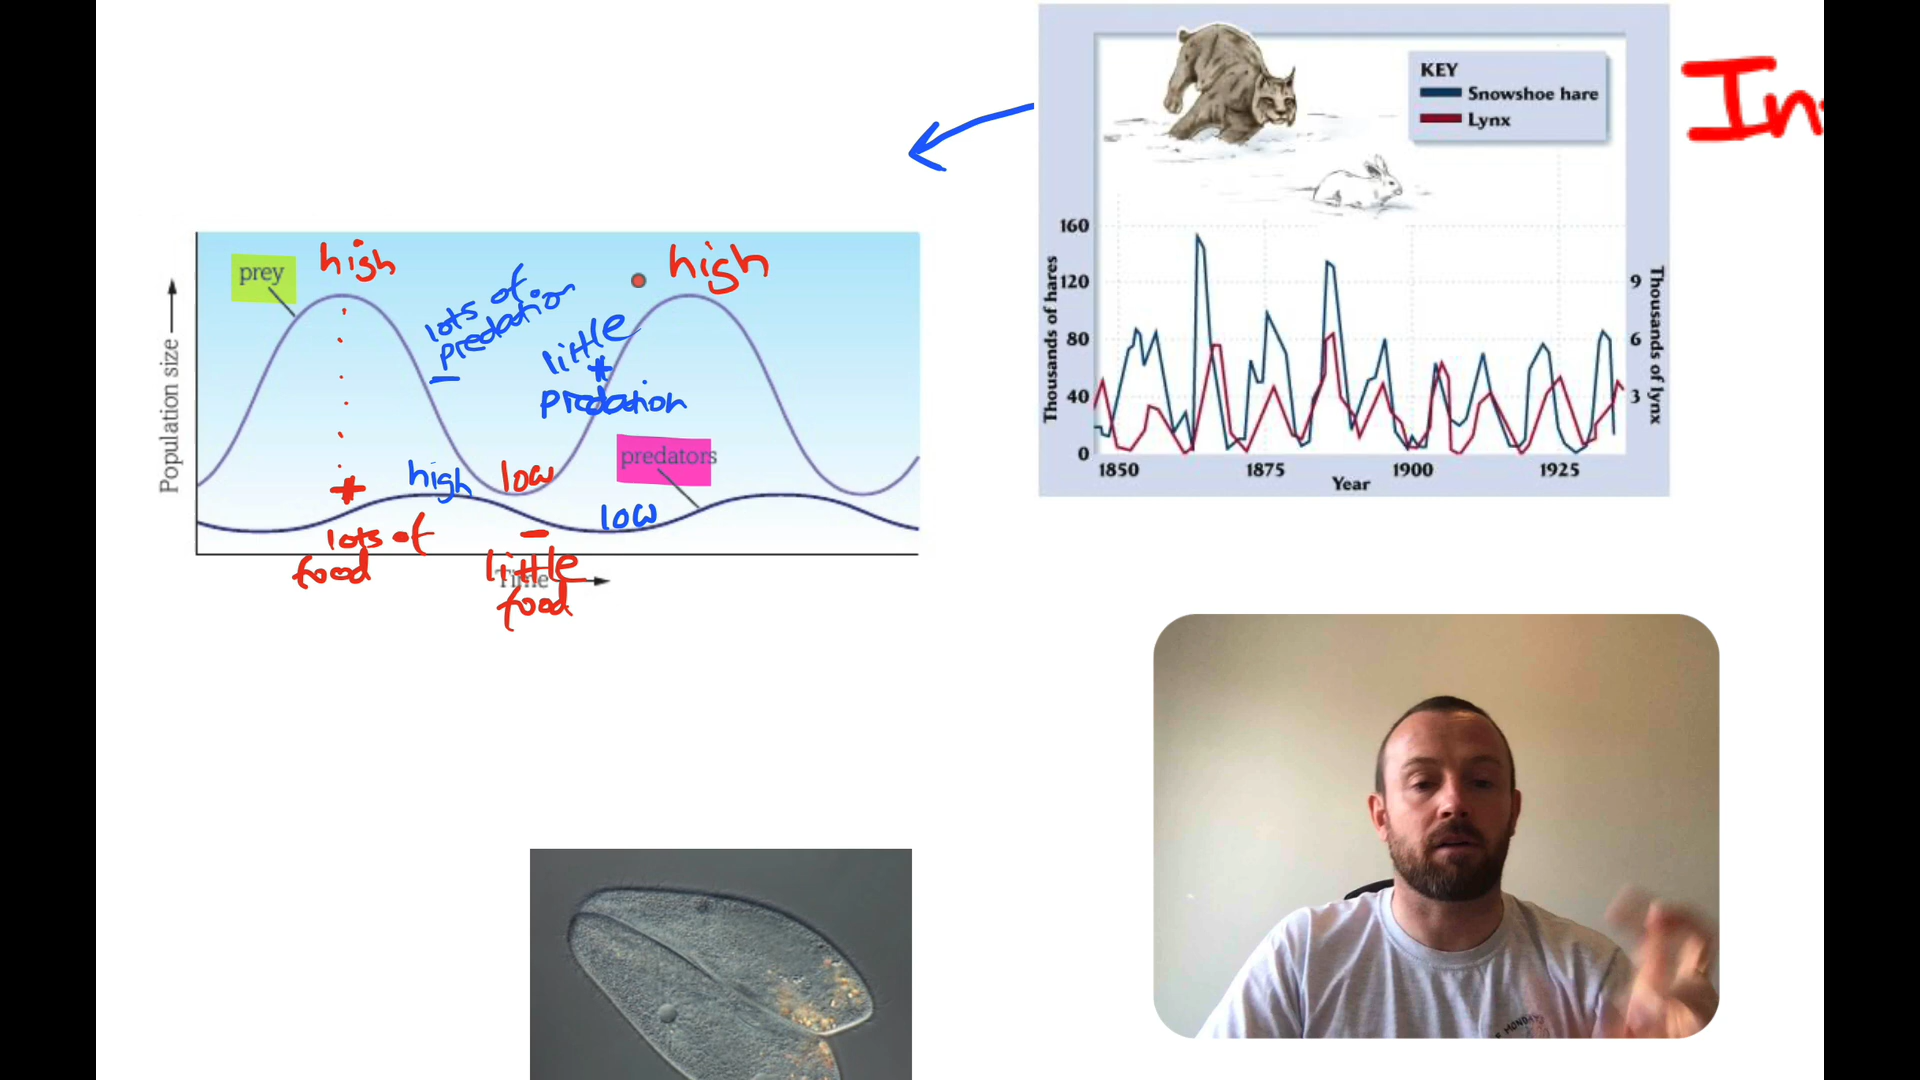 prey
high
high
lots of
predation
little
predation
predators
high
low
low
lots of
food
little
food
Population size
Time
KEY
Snowshoe hare
Lynx
160
120
80
40
0
9
6
3
Thousands of hares
Thousands of lynx
1850 1875 1900 1925
Year
In
MONDAY